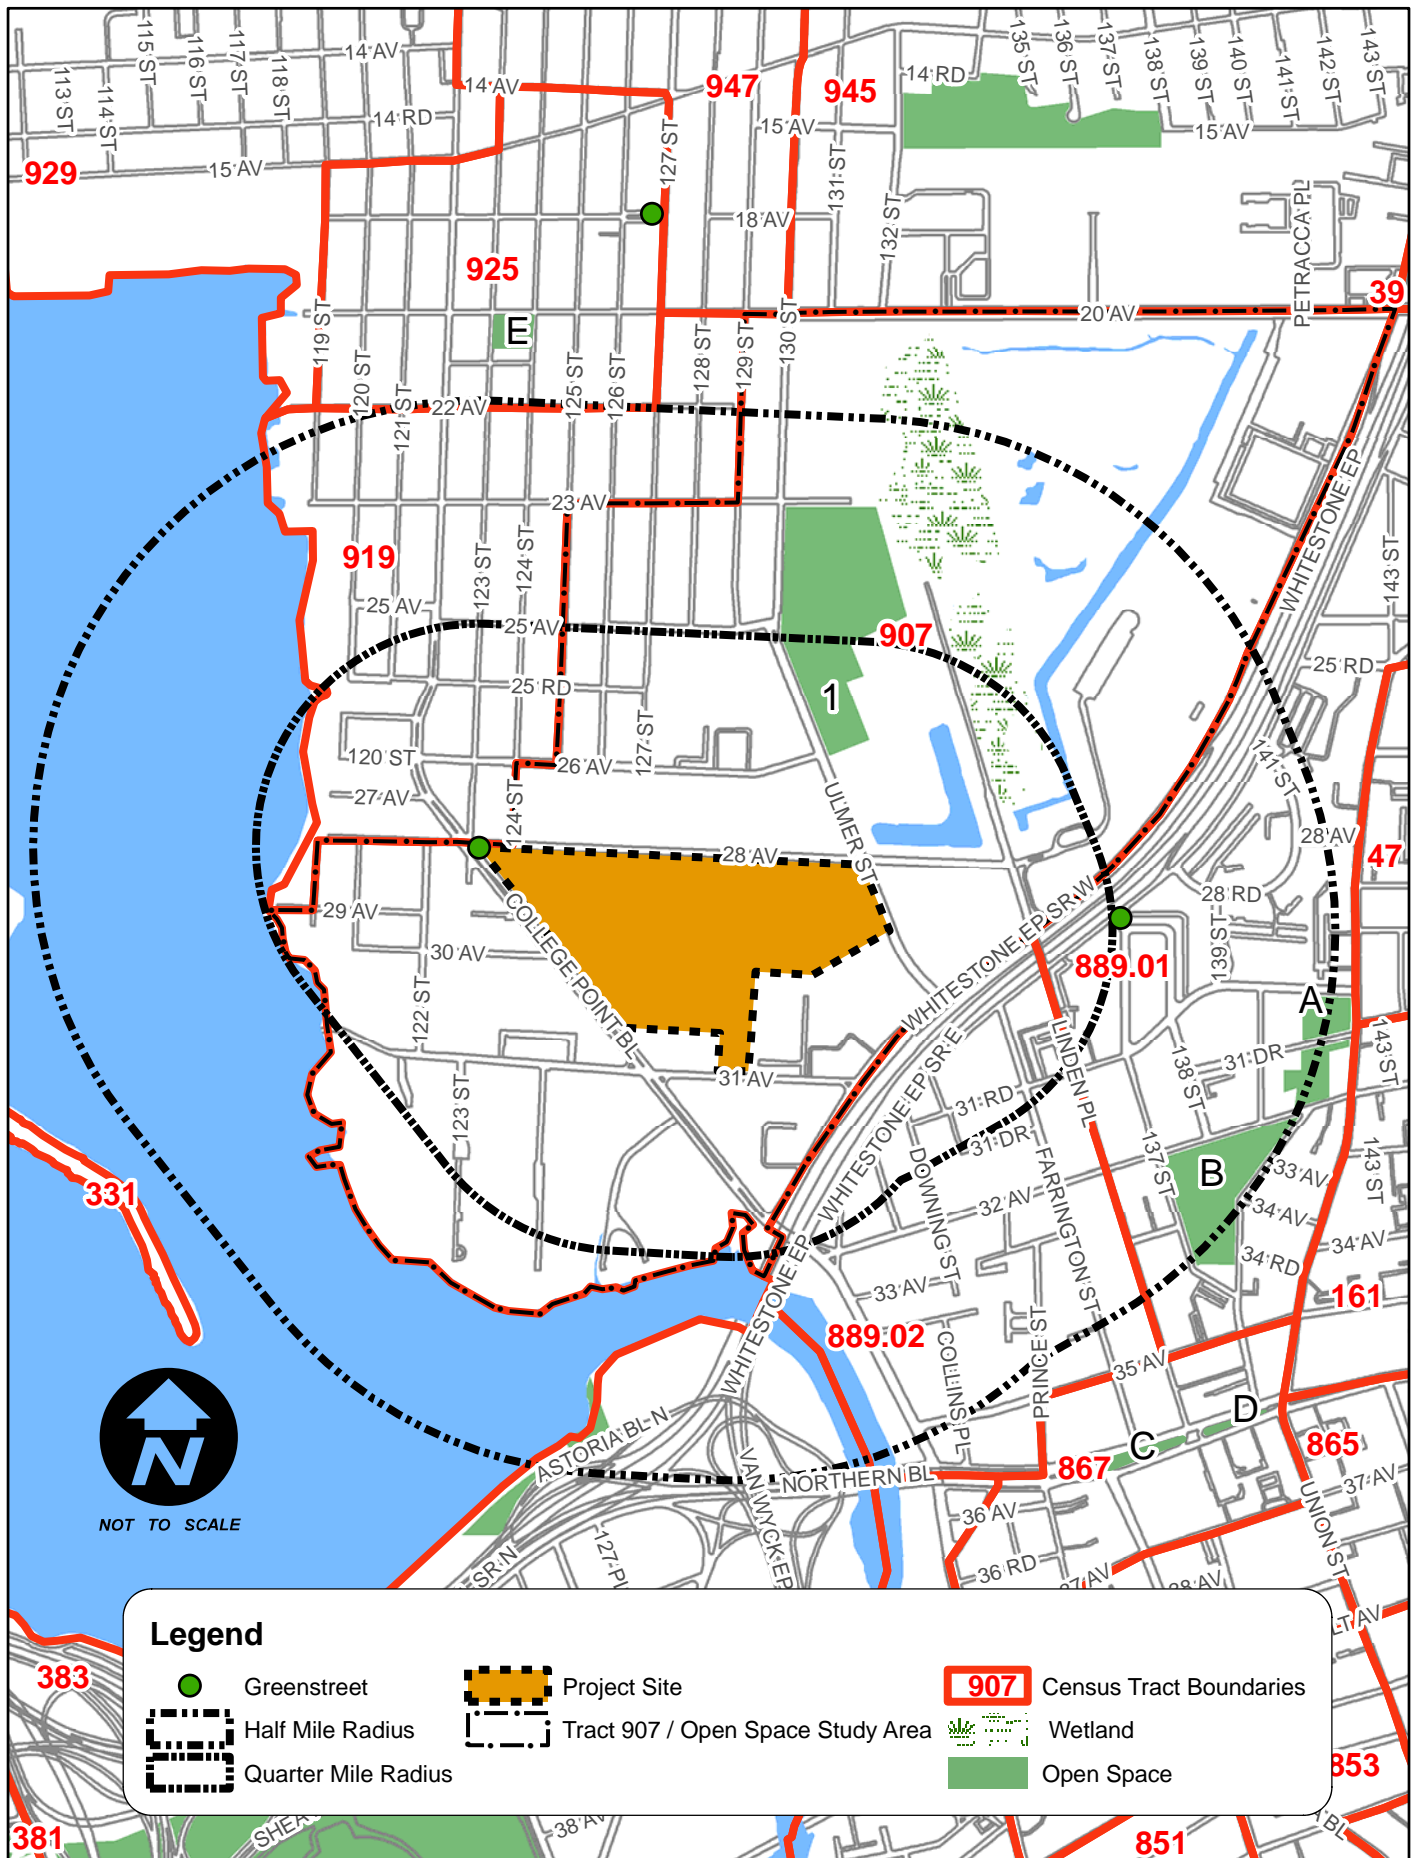 115 ST
116 ST
117 ST
118 ST
14 AV
113 ST
114 ST
14 RD
15 AV
929
14 AV
947
945
14 RD
135 ST
136 ST
137 ST
138 ST
139 ST
140 ST
141 ST
142 ST
143 ST
15 AV
15 AV
127 ST
131 ST
132 ST
18 AV
PETRACCA PL
925
39
20 AV
119 ST
E
130 ST
120 ST
121 ST
125 ST
126 ST
128 ST
129 ST
22 AV
23 AV
WHITESTONE EP
919
123 ST
124 ST
143 ST
25 AV
25 AV
907
25 RD
25 RD
1
120 ST
127 ST
26 AV
141 ST
27 AV
124 ST
ULMER ST
28 AV
28 AV
47
28 RD
29 AV
COLLEGE POINT BL
WHITESTONE EP SR W
139 ST
30 AV
889.01
122 ST
A
WHITESTONE EP SR E
LINDEN PL
138 ST
31 DR
143 ST
31 AV
123 ST
31 RD
31 DR
137 ST
B
33 AV
143 ST
331
DOWNING ST
FARRINGTON ST
32 AV
34 AV
34 AV
34 RD
WHITESTONE EP
33 AV
161
889.02
COLLINS PL
PRINCE ST
35 AV
D
C
865
ASTORIA BL N
VAN WYCK EP
NORTHERN BL
867
37 AV
36 AV
UNION ST
N
NOT TO SCALE
SR N
127 PL
36 RD
37 AV
38 AV
LT AV
Legend
Greenstreet
Half Mile Radius
Quarter Mile Radius
Project Site
Tract 907 / Open Space Study Area
907
Census Tract Boundaries
Wetland
Open Space
383
853
381
SHEA
38 AV
851
A BL